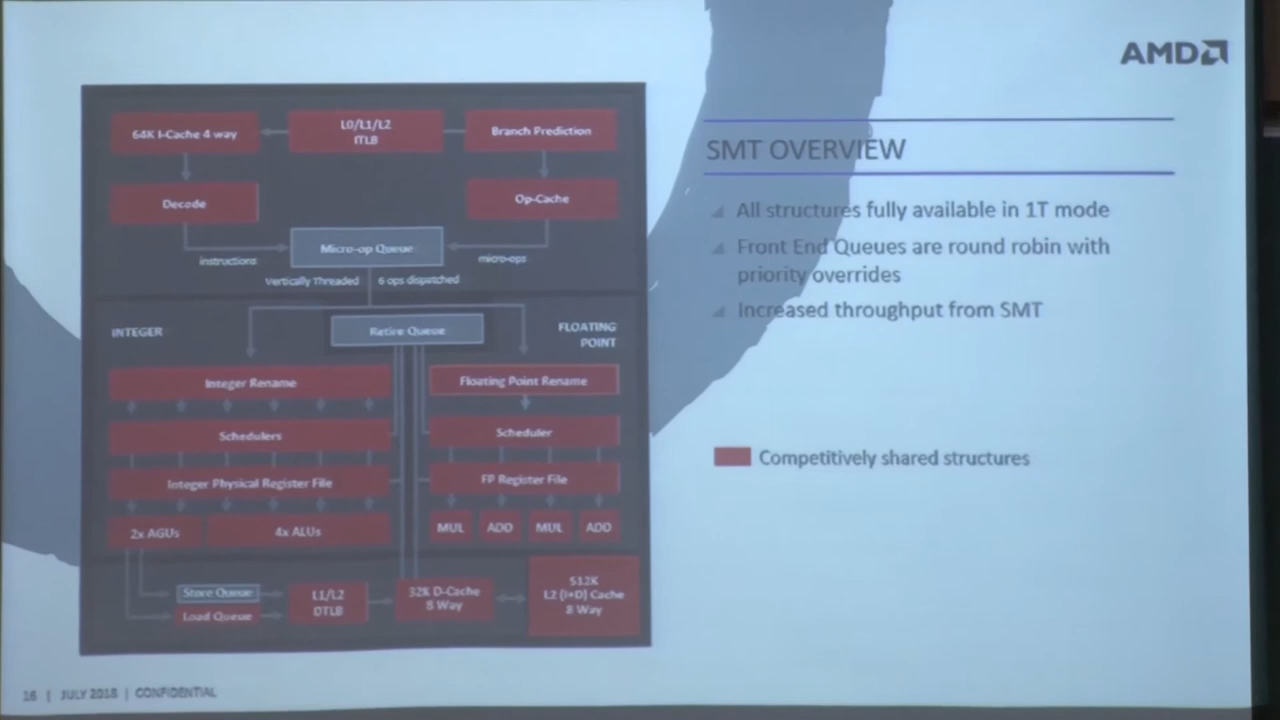 AMD
64K I-Cache 4 way
L0/L1/L2
ITLB
Branch Prediction
Decode
Op-Cache
Micro-op Queue
instructions
micro-ops
Vertically Threaded
6 ops dispatched
INTEGER
Retire Queue
FLOATING
POINT
Integer Rename
Floating Point Rename
Schedulers
Scheduler
Integer Physical Register File
FP Register File
2x AGUs
4x ALUs
MUL
ADD
MUL
ADD
Store Queue
Load Queue
L1/L2
DTLB
32K D-Cache
8 Way
512K
L2 (I+D) Cache
8 Way
SMT OVERVIEW
All structures fully available in 1T mode
Front End Queues are round robin with
priority overrides
Increased throughput from SMT
Competitively shared structures
16 | JULY 2018 | CONFIDENTIAL